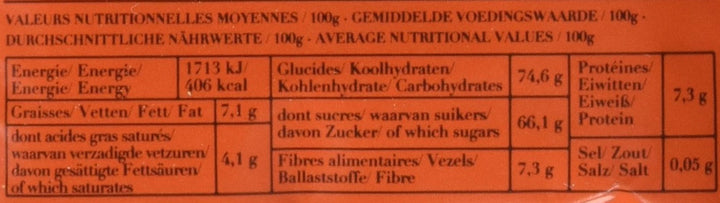 VALEURS NUTRITIONNELLES MOYENNES / 100g · GEMIDDELDE VOEDINGSWAARDE / 100g ·
DURCHSCHNITTLICHE NÄHRWERTE / 100g · AVERAGE NUTRITIONAL VALUES / 100g
Energie/ Energie/
Energie/ Energy
1713 kJ/
406 kcal
Graisses/ Vetten/ Fett/ Fat
7,1 g
dont acides gras saturés/
waarvan verzadigde vetzuren/
davon gesättigte Fettsäuren/
of which saturates
4,1 g
Glucides/ Koolhydraten/
Kohlenhydrate/ Carbohydrates
74,6 g
dont sucres/ waarvan suikers/
davon Zucker/ of which sugars
66,1 g
Fibres alimentaires/ Vezels/
Ballaststoffe/ Fibre
7,3 g
Protéines/
Eiwitten/
Eiweiß/
Protein
7,3 g
Sel/ Zout/
Salz/ Salt
0,05 g